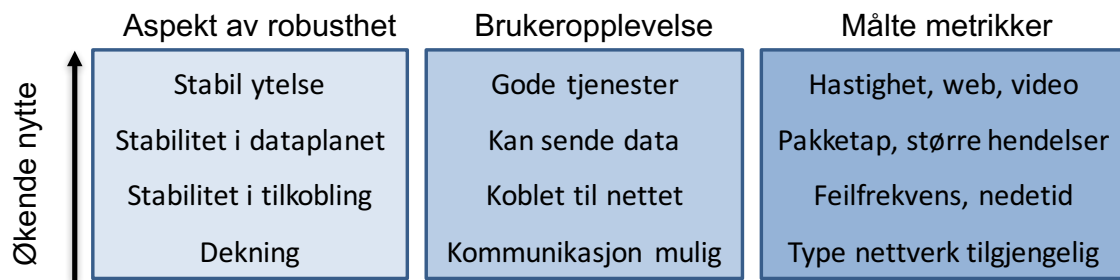 Aspekt av robusthet Brukeropplevelse Målte metrikker
Økende nytte
Stabil ytelse Gode tjenester Hastighet, web, video
Stabilitet i dataplanet Kan sende data Pakketap, større hendelser
Stabilitet i tilkobling Koblet til nettet Feilfrekvens, nedetid
Dekning Kommunikasjon mulig Type nettverk tilgjengelig